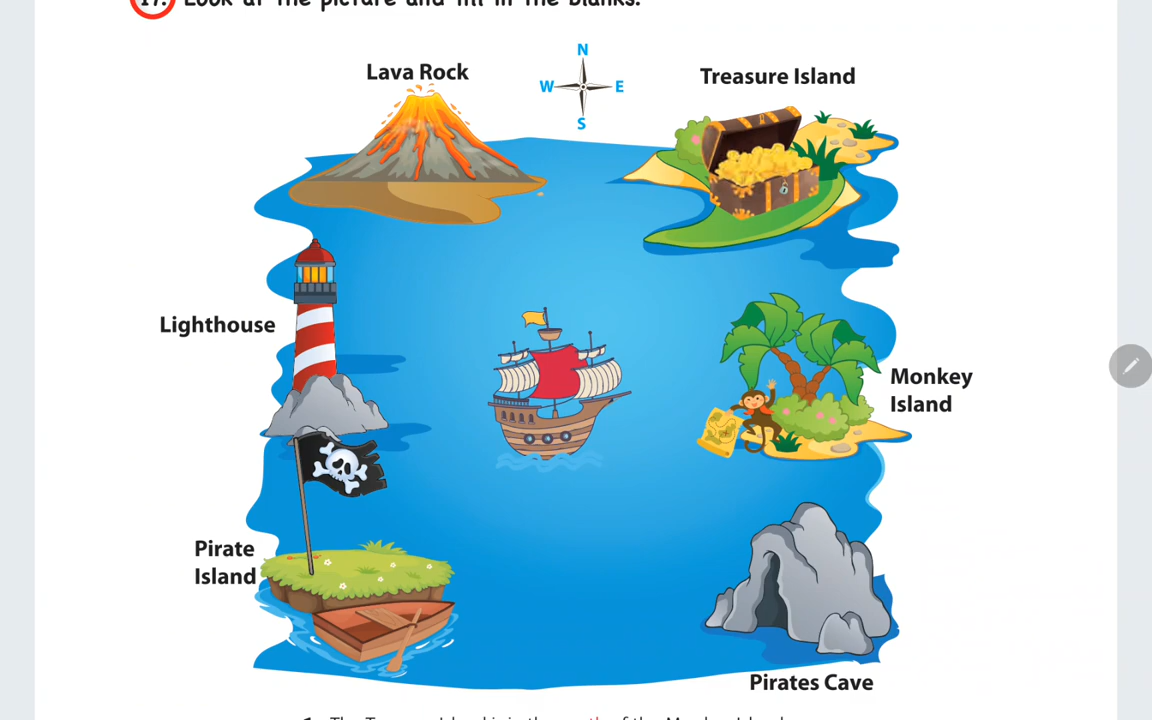 17. Look at the picture and fill in the blanks.
N
Lava Rock
Treasure Island
W E
S
Lighthouse
Monkey
Island
Pirate
Island
Pirates Cave